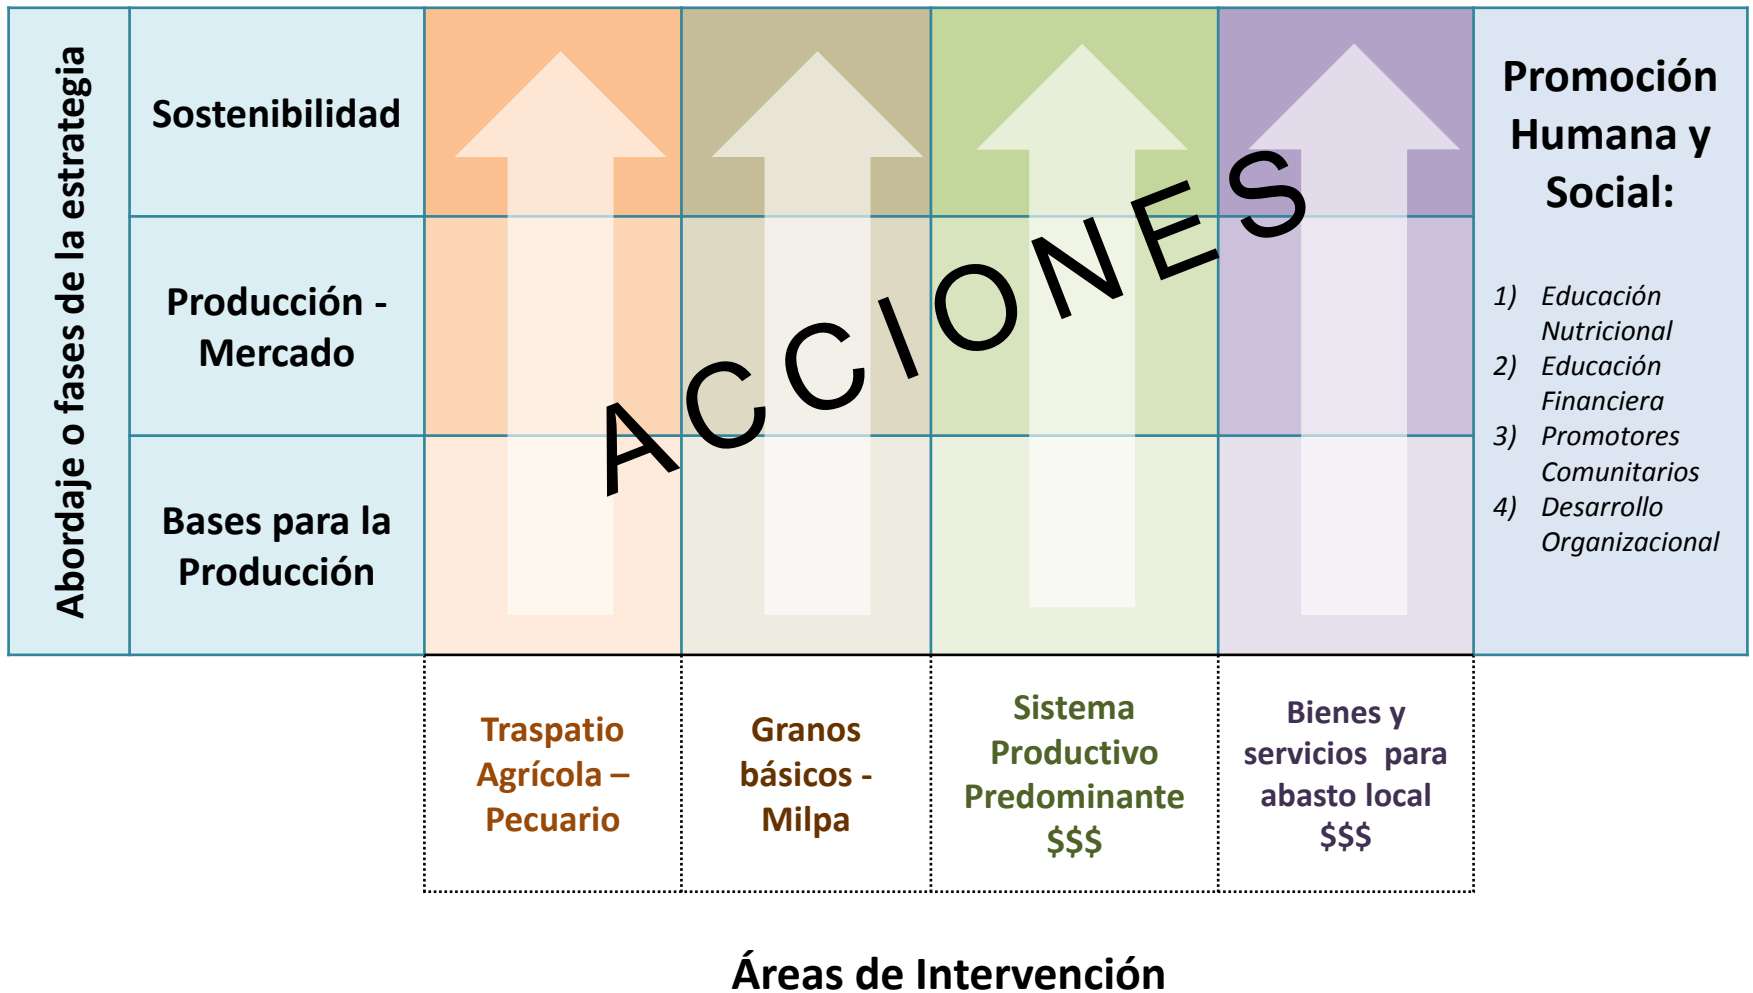 Abordaje o fases de la estrategia
Sostenibilidad
Producción -
Mercado
Bases para la
Producción
ACCIONES
Promoción
Humana y
Social:
1) Educación
Nutricional
2) Educación
Financiera
3) Promotores
Comunitarios
4) Desarrollo
Organizacional
Traspatio
Agrícola –
Pecuario
Granos
básicos -
Milpa
Sistema
Productivo
Predominante
$$$
Bienes y
servicios para
abasto local
$$$
Áreas de Intervención